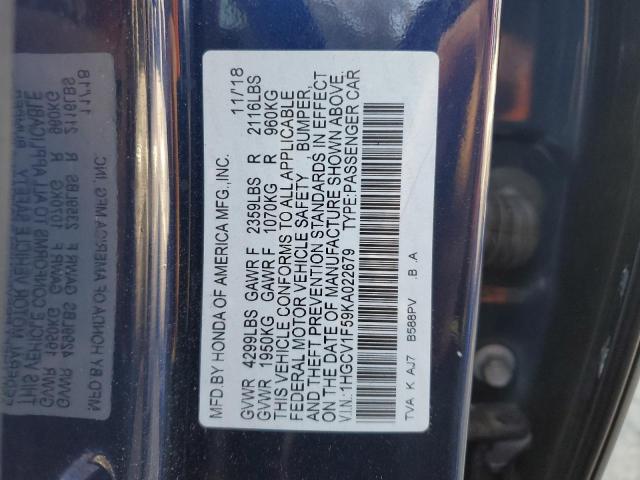 MFD.BY HONDA OF AMERICA MFG.,INC. 11/'18
GVWR 4299LBS GAWR F 2359LBS R 2116LBS
GVWR 1950KG GAWR F 1070KG R 960KG
THIS VEHICLE CONFORMS TO ALL APPLICABLE
FEDERAL MOTOR VEHICLE SAFETY , BUMPER,
AND THEFT PREVENTION STANDARDS IN EFFECT
ON THE DATE OF MANUFACTURE SHOWN ABOVE.
V.I.N.: 1HGCV1F59KA022679 TYPE:PASSENGER CAR
TVA K AJ7 B588PV .B .A